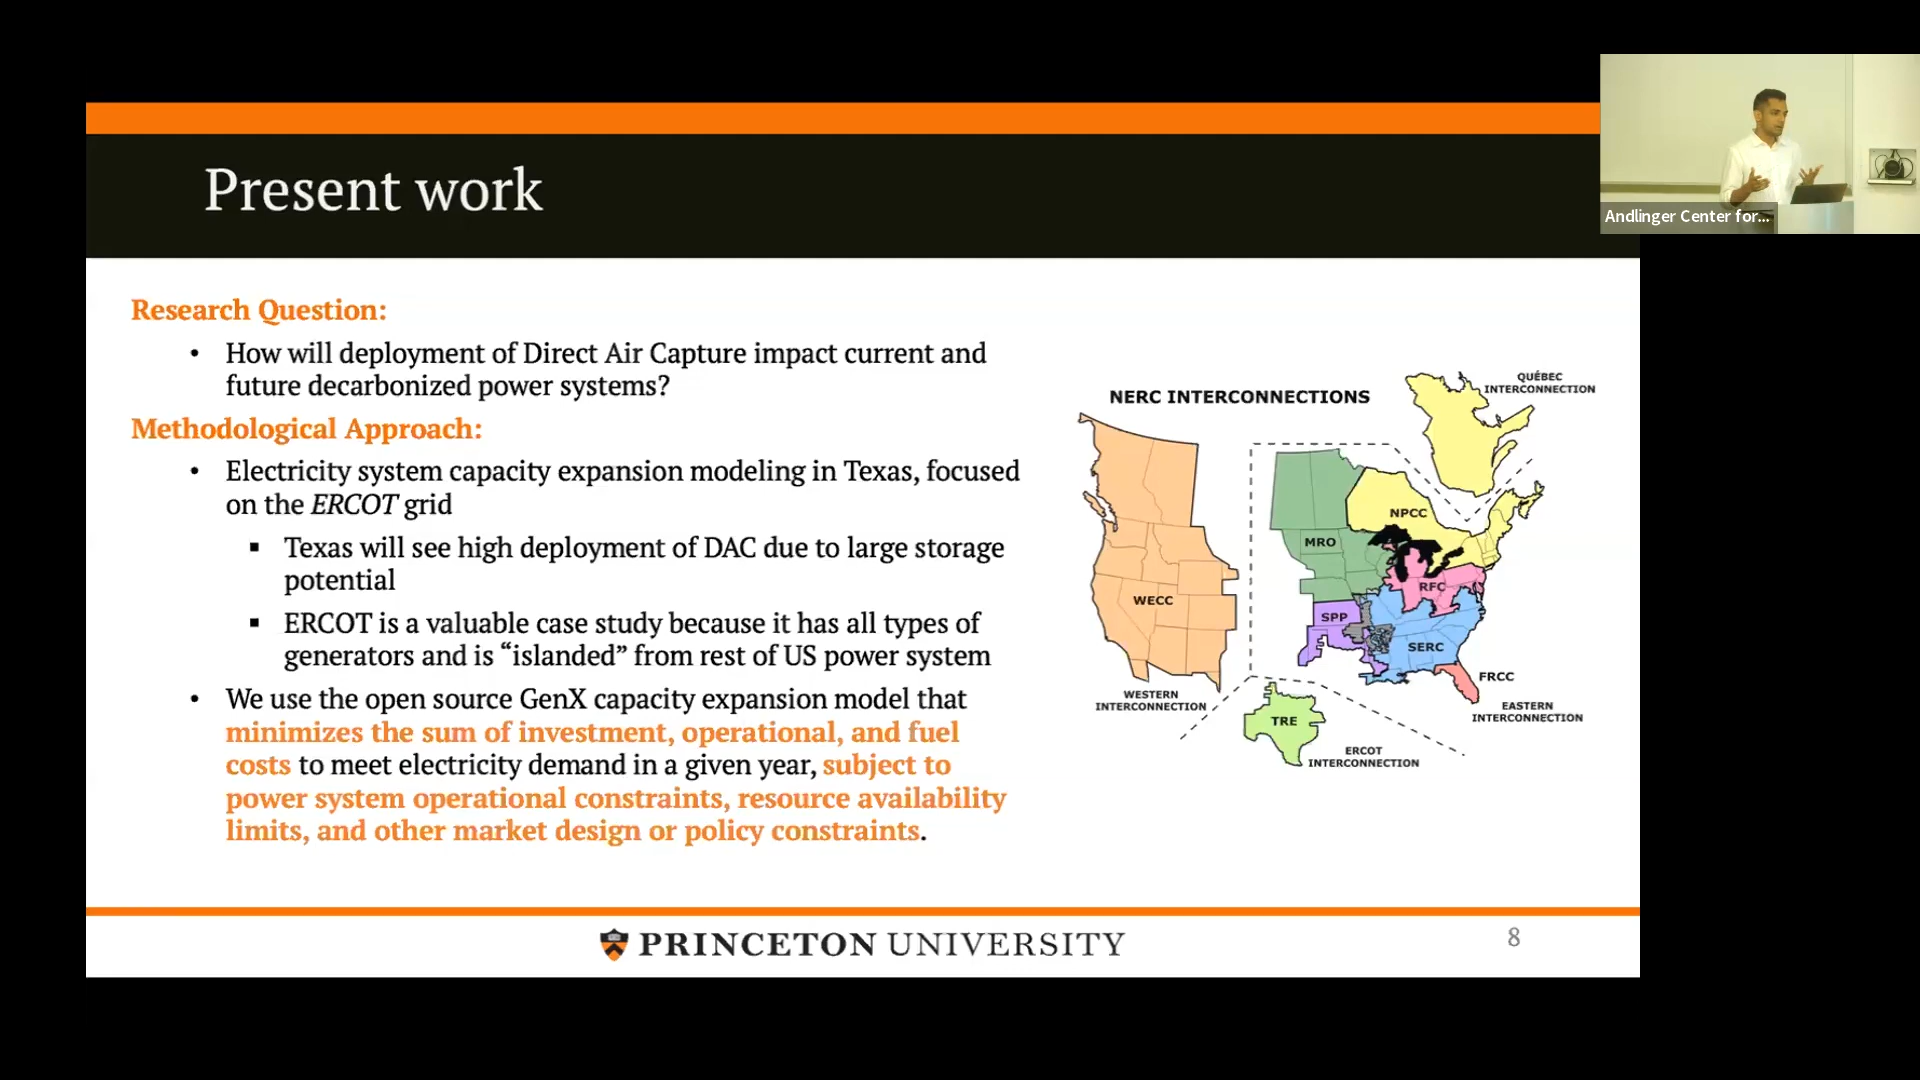 Present work
Andlinger Center for...
Research Question:
• How will deployment of Direct Air Capture impact current and
future decarbonized power systems?
Methodological Approach:
• Electricity system capacity expansion modeling in Texas, focused
on the ERCOT grid
▪ Texas will see high deployment of DAC due to large storage
potential
▪ ERCOT is a valuable case study because it has all types of
generators and is “islanded” from rest of US power system
• We use the open source GenX capacity expansion model that
minimizes the sum of investment, operational, and fuel
costs to meet electricity demand in a given year, subject to
power system operational constraints, resource availability
limits, and other market design or policy constraints.
NERC INTERCONNECTIONS
QUÉBEC
INTERCONNECTION
NPCC
MRO
RFC
WECC
SPP
SERC
FRCC
WESTERN
INTERCONNECTION
EASTERN
INTERCONNECTION
TRE
ERCOT
INTERCONNECTION
PRINCETON UNIVERSITY
8